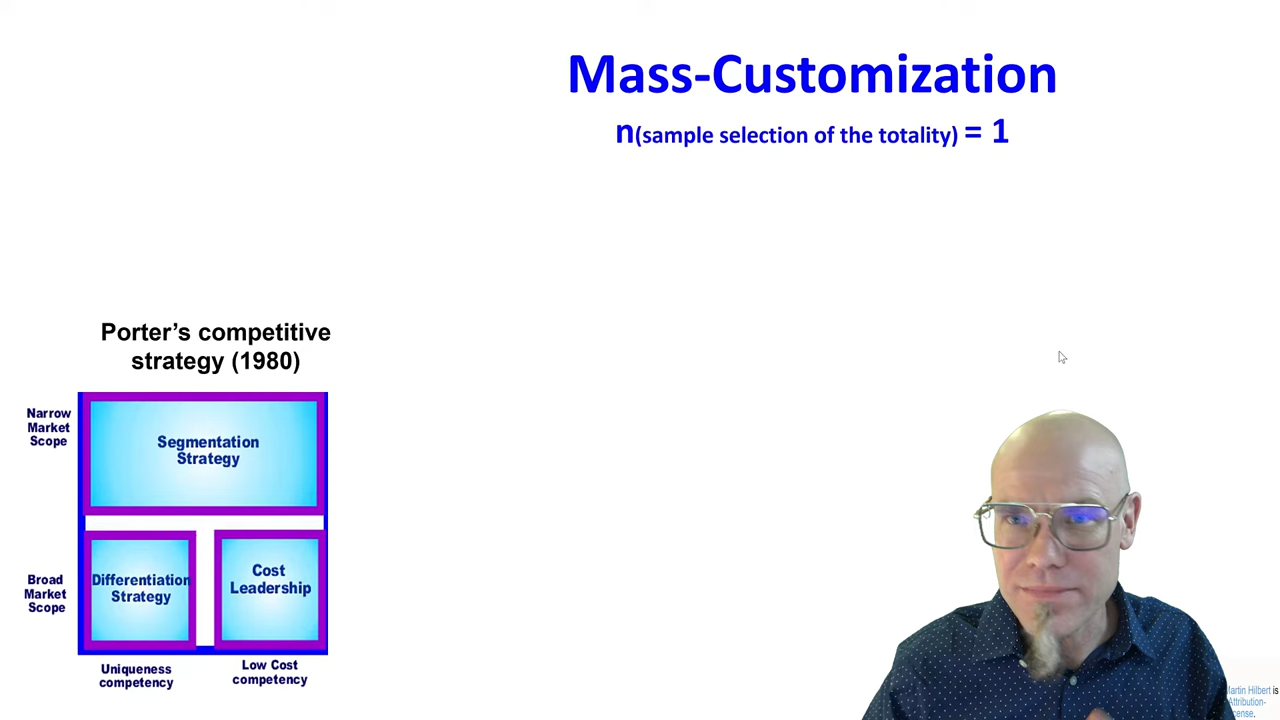 Mass-Customization
n(sample selection of the totality) = 1
Porter's competitive
strategy (1980)
Narrow
Market
Scope
Segmentation
Strategy
Broad
Market
Scope
Differentiation
Strategy
Cost
Leadership
Uniqueness
competency
Low Cost
competency
Martin Hilbert is
Attribution-